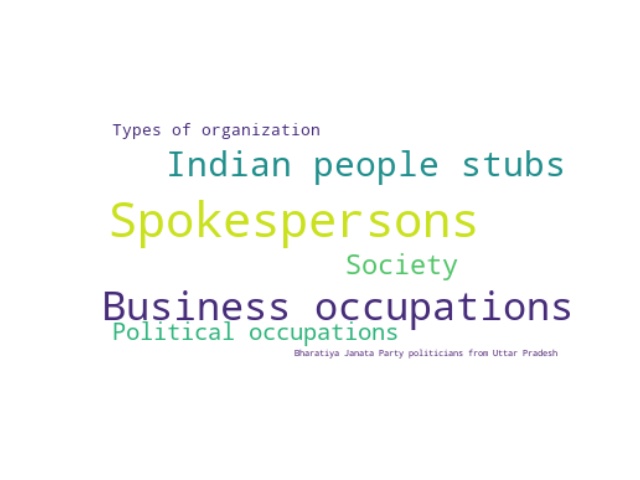 Types of organization
Indian people stubs
Spokespersons
Society
Business occupations
Political occupations
Bharatiya Janata Party politicians from Uttar Pradesh